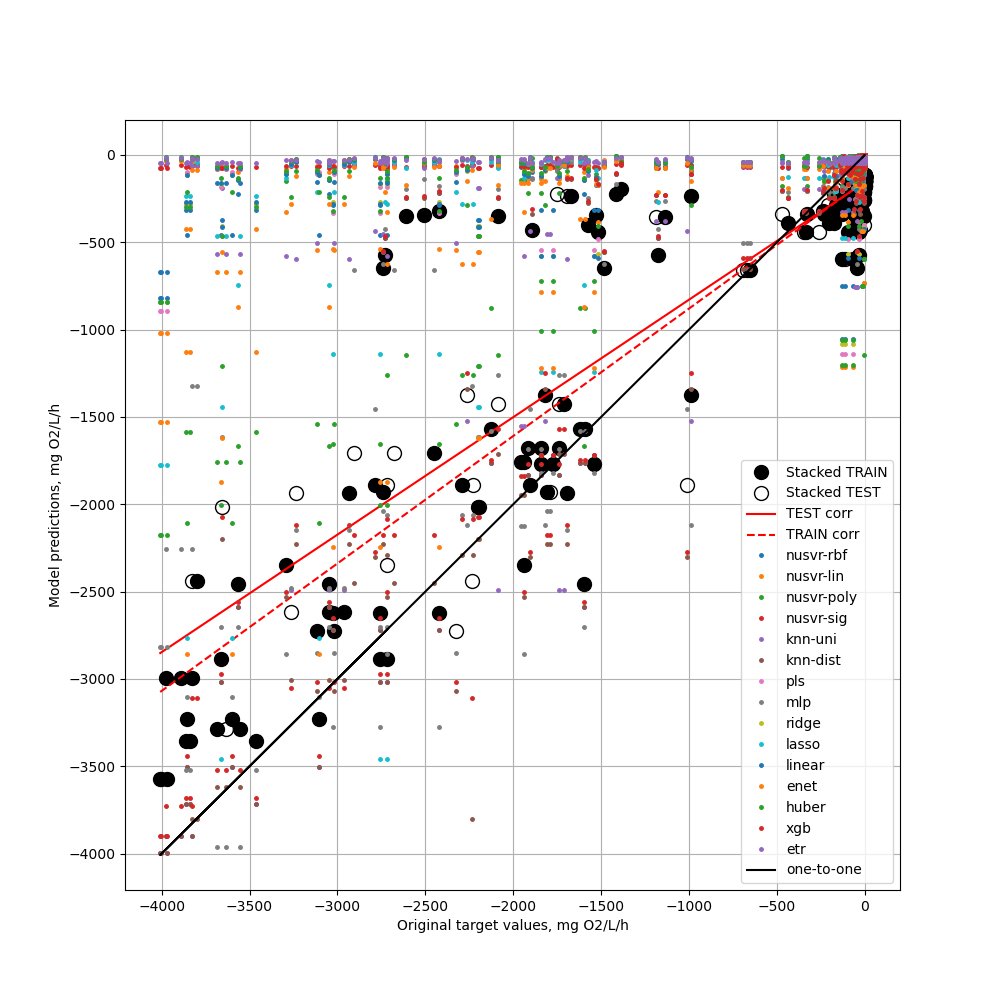 0
−500
−1000
−1500
−2000
−2500
−3000
−3500
−4000
Model predictions, mg O2/L/h
−4000 −3500 −3000 −2500 −2000 −1500 −1000 −500 0
Original target values, mg O2/L/h
Stacked TRAIN
Stacked TEST
TEST corr
TRAIN corr
nusvr-rbf
nusvr-lin
nusvr-poly
nusvr-sig
knn-uni
knn-dist
pls
mlp
ridge
lasso
linear
enet
huber
xgb
etr
one-to-one